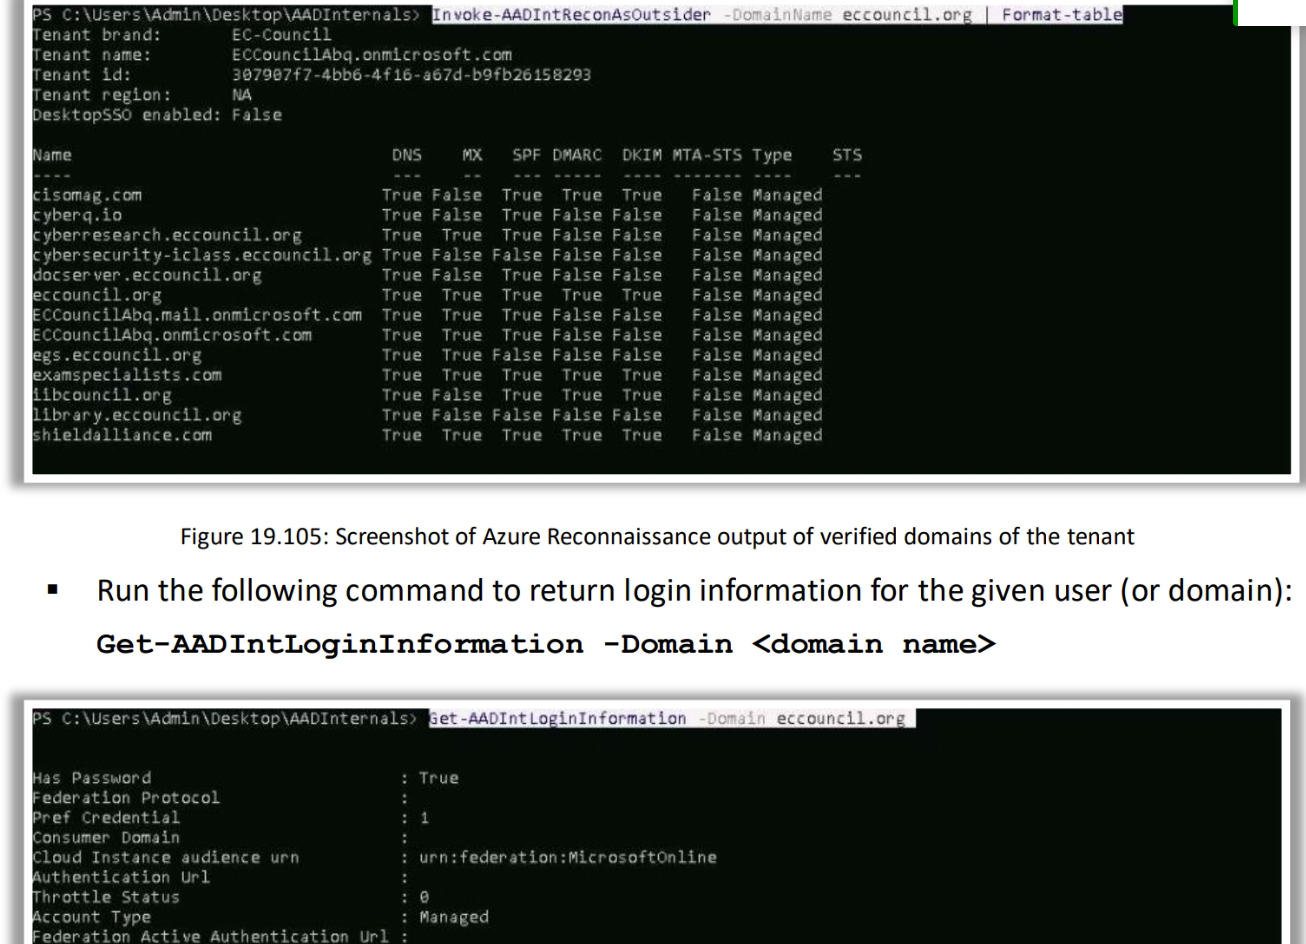 PS C:\Users\Admin\Desktop\AADInternals> Invoke-AADIntReconAsOutsider -DomainName eccouncil.org | Format-table
Tenant brand: EC-Council
Tenant name: ECCouncilAbq.onmicrosoft.com
Tenant id: 307907f7-4bb6-4f16-a67d-b9fb26158293
Tenant region: NA
DesktopSSO enabled: False
Name DNS MX SPF DMARC DKIM MTA-STS Type STS
---- --- -- --- ----- ---- ------- ---- ---
cisomag.com True False True True True False Managed
cyberq.io True False True False False False Managed
cyberresearch.eccouncil.org True True True False False False Managed
cybersecurity-iclass.eccouncil.org True False False False False False Managed
docserver.eccouncil.org True False True False False False Managed
eccouncil.org True True True True True False Managed
ECCouncilAbq.mail.onmicrosoft.com True True True False False False Managed
ECCouncilAbq.onmicrosoft.com True True True False False False Managed
egs.eccouncil.org True True False False False False Managed
examspecialists.com True True True True True False Managed
iibcouncil.org True False True True True False Managed
library.eccouncil.org True False False False False False Managed
shieldalliance.com True True True True True False Managed
Figure 19.105: Screenshot of Azure Reconnaissance output of verified domains of the tenant
▪ Run the following command to return login information for the given user (or domain):
Get-AADIntLoginInformation -Domain <domain name>
PS C:\Users\Admin\Desktop\AADInternals> Get-AADIntLoginInformation -Domain eccouncil.org
Has Password : True
Federation Protocol :
Pref Credential : 1
Consumer Domain :
Cloud Instance audience urn : urn:federation:MicrosoftOnline
Authentication Url :
Throttle Status : 0
Account Type : Managed
Federation Active Authentication Url :